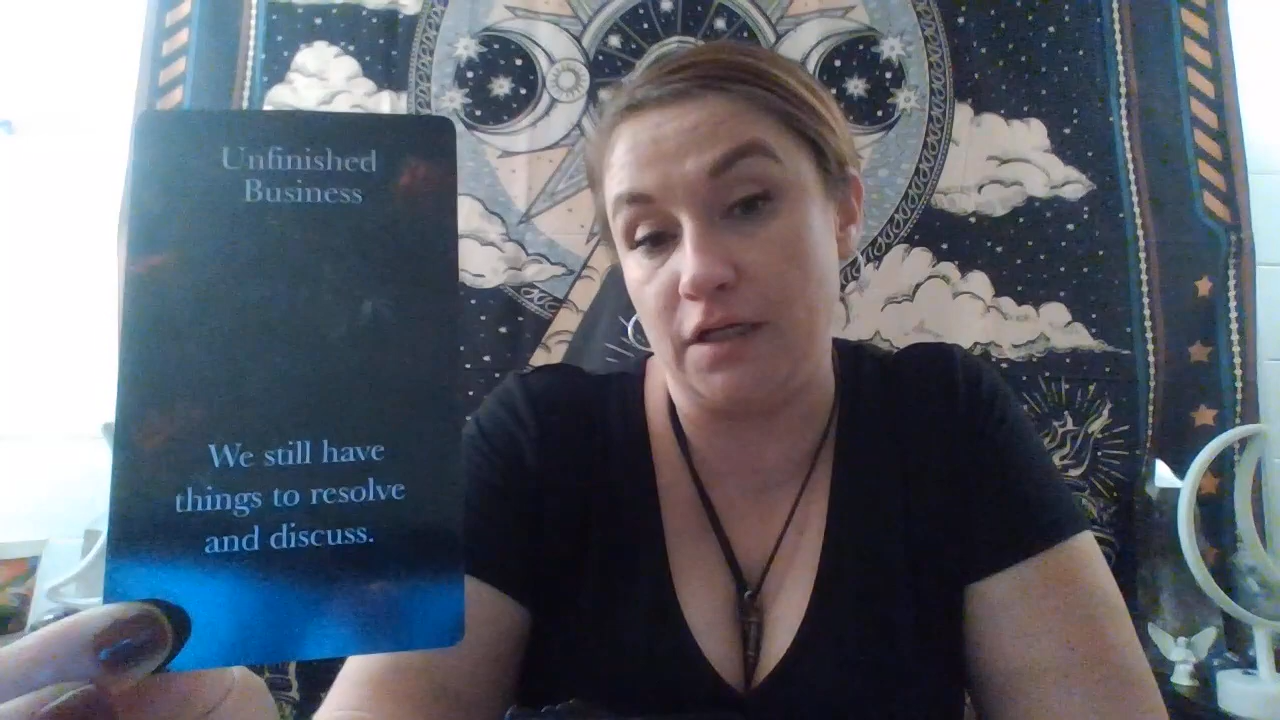 Unfinished
Business
We still have
things to resolve
and discuss.